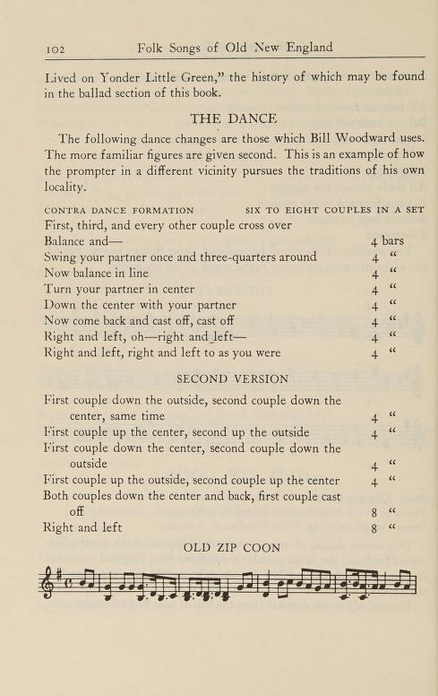 102 Folk Songs of Old New England
Lived on Yonder Little Green,” the history of which may be found
in the ballad section of this book.
THE DANCE
The following dance changes are those which Bill Woodward uses.
The more familiar figures are given second. This is an example of how
the prompter in a different vicinity pursues the traditions of his own
locality.
CONTRA DANCE FORMATION SIX TO EIGHT COUPLES IN A SET
First, third, and every other couple cross over
Balance and— 4 bars
Swing your partner once and three-quarters around 4 “
Now balance in line 4 “
Turn your partner in center 4 “
Down the center with your partner 4 “
Now come back and cast off, cast off 4 “
Right and left, oh—right and left— 4 “
Right and left, right and left to as you were 4 “
SECOND VERSION
First couple down the outside, second couple down the
center, same time 4 “
First couple up the center, second up the outside 4 “
First couple down the center, second couple down the
outside 4 “
First couple up the outside, second couple up the center 4 “
Both couples down the center and back, first couple cast
off 8 “
Right and left 8 “
OLD ZIP COON